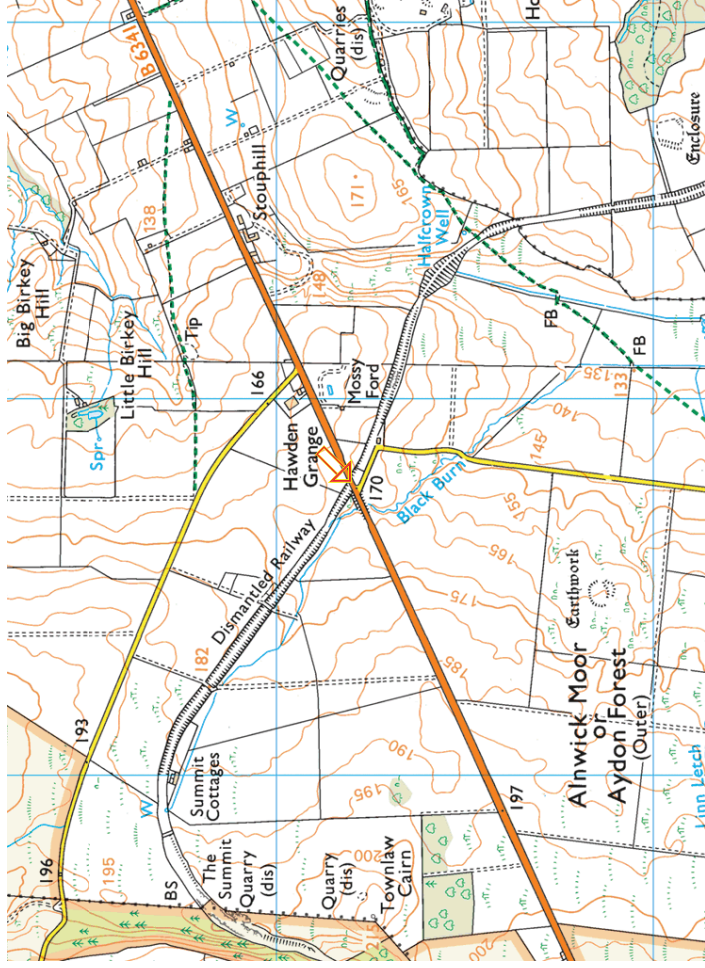 B 6341
Quarries
(dis)
Ho
W
FB
Enclosure
138
Stouphill
171
165
Halfcrown
Well
Big Birkey
Hill
148
Little Birkey
Hill
Tip
FB
FB
166
Mossy
Ford
135
133
Spr
Hawden
Grange
140
145
170
Black Burn
155
Dismantled Railway
165
175
Earthwork
182
185
Alnwick Moor
or
Aydon Forest
(Outer)
193
190
W
Summit
Cottages
195
197
Linn Letch
196
195
BS
The
Summit
Quarry
(dis)
Quarry
(dis)
200
Townlaw
Cairn
200